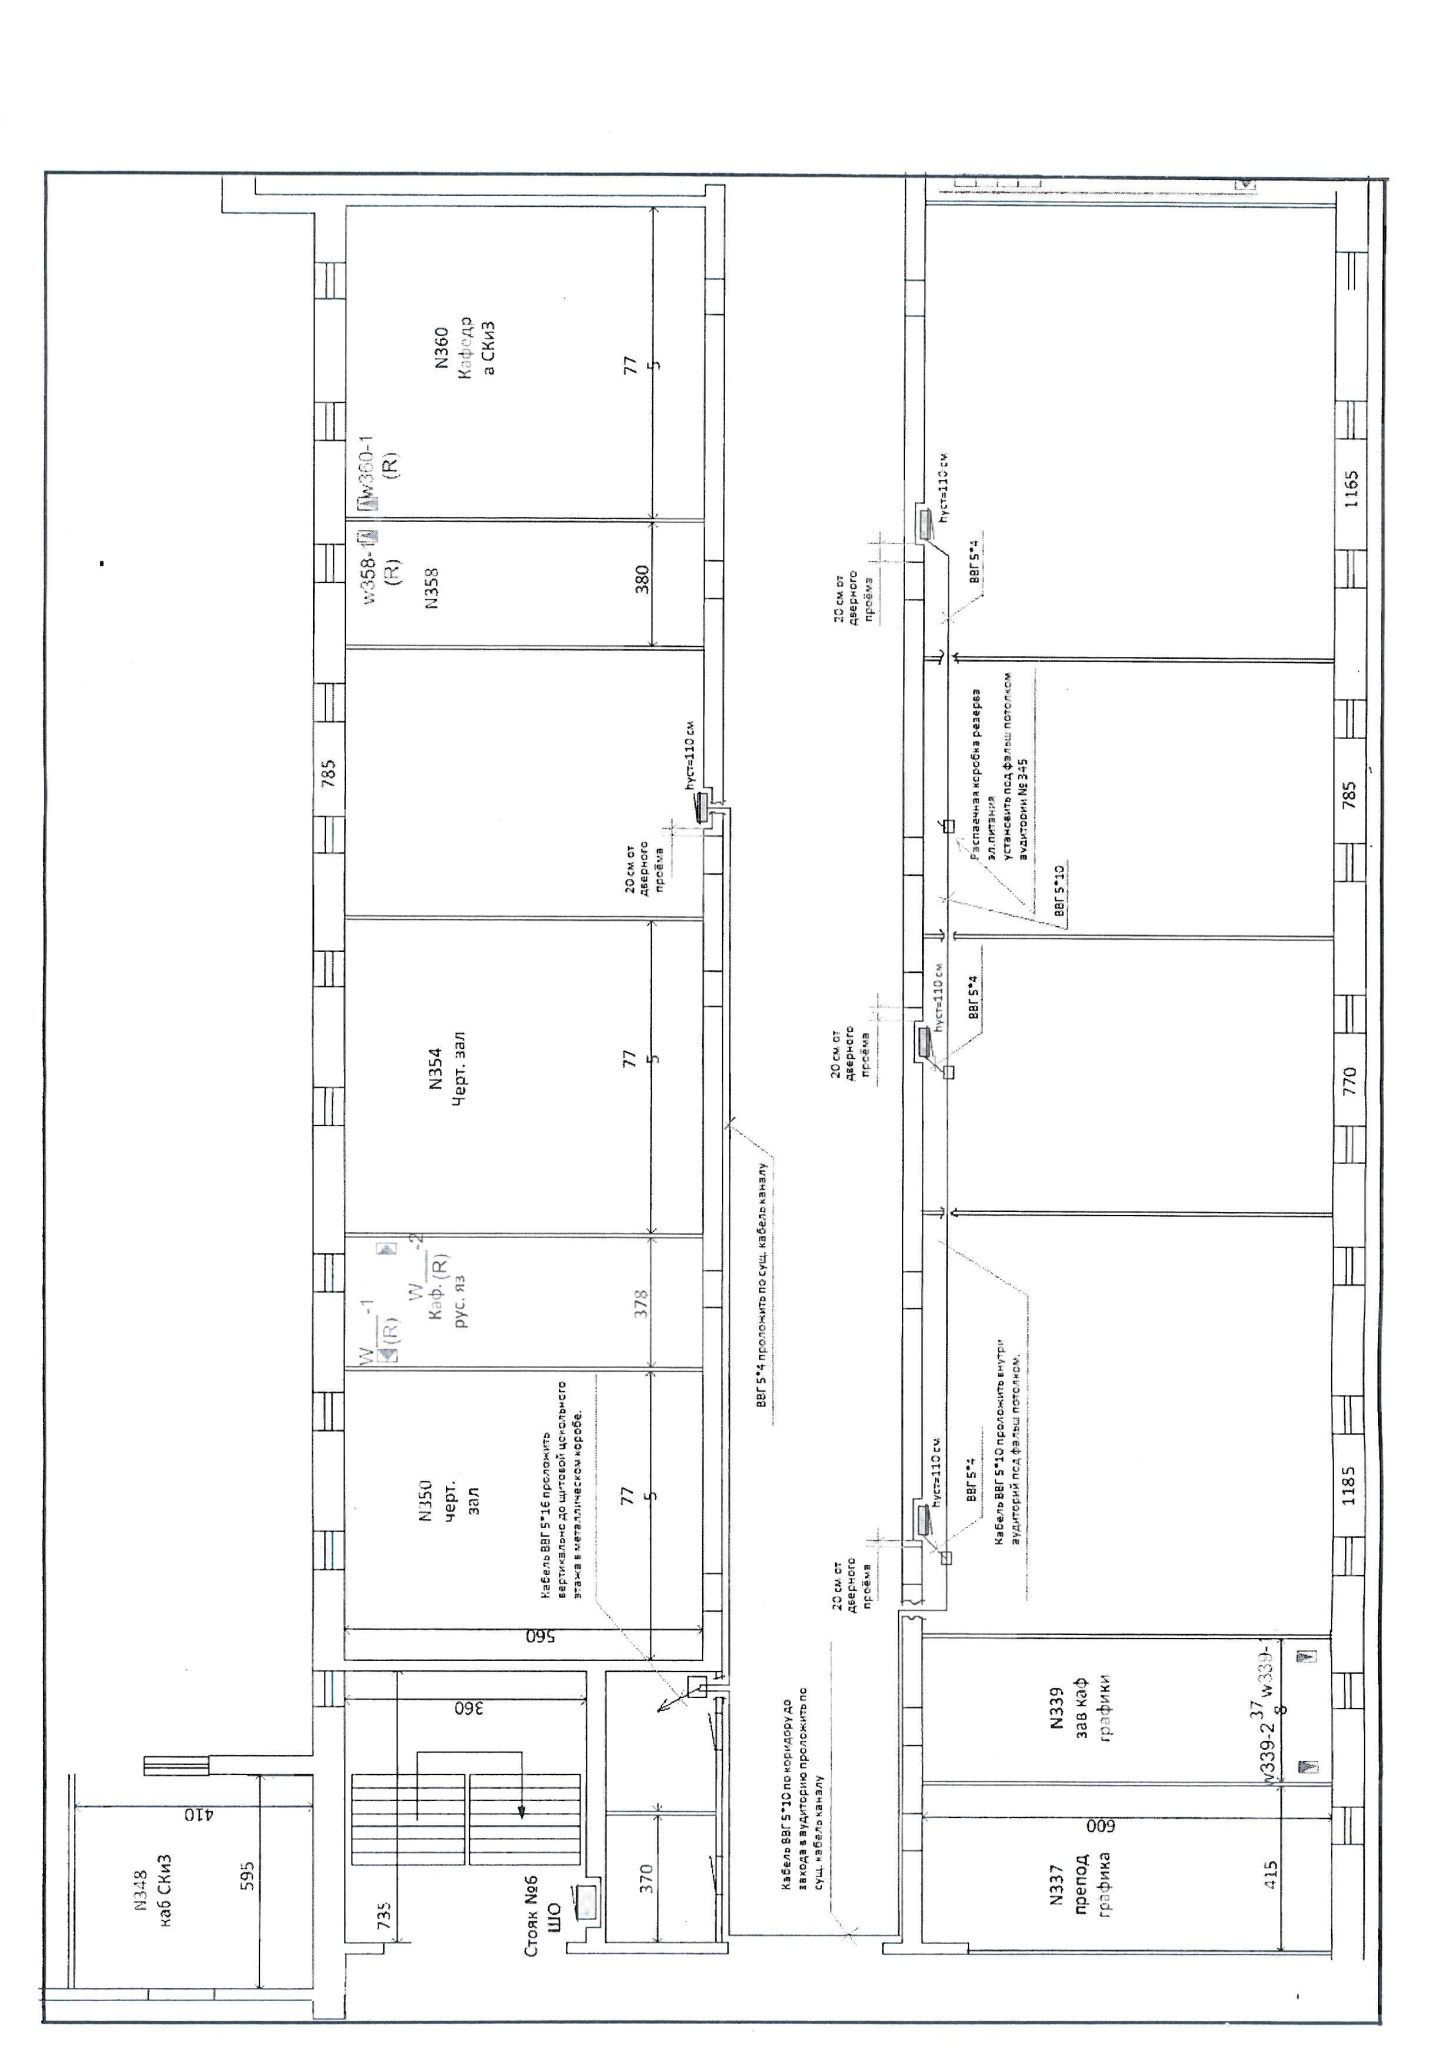 N348
каб СКиЗ
410
595
735
360
Стояк №6
ЩО
370
N350
черт.
зал
560
77
5
Кабель ВВГ 5*16 проложить
вертикально до щитовой цокольного
этажа в металлическом коробе.
W___-1
(R)
W___-2
(R)
Каф.
рус. яз
378
N354
Черт. зал
77
5
20 см от
дверного
проёма
hуст=110 см
785
w358-1
(R)
N358
380
w360-1
(R)
N360
Кафедр
а СКиЗ
77
5
ВВГ 5*4 проложить по сущ. кабель каналу
Кабель ВВГ 5*10 по коридору до
захода в аудиторию проложить по
сущ. кабель каналу
20 см от
дверного
проёма
20 см от
дверного
проёма
20 см от
дверного
проёма
hуст=110 см
ВВГ 5*4
Кабель ВВГ 5*10 проложить внутри
аудиторий под фальш потолком.
hуст=110 см
ВВГ 5*4
ВВГ 5*10
Распаечная коробка резерва
эл.питания
установить под фальш потолком
аудитории № 345
hуст=110 см
ВВГ 5*4
N337
препод
графика
600
415
N339
зав каф
графики
w339-2
37
8
w339-1
1185
770
785
1165